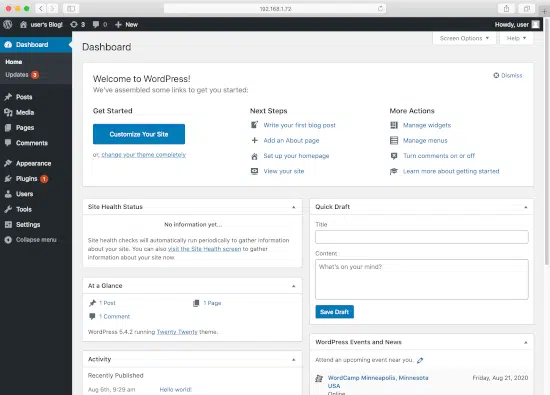 192.168.1.72
user's Blog!
3
0
New
Howdy, user
Dashboard
Home
Updates 3
Posts
Media
Pages
Comments
Appearance
Plugins 1
Users
Tools
Settings
Collapse menu
Dashboard
Screen Options
Help
Welcome to WordPress!
We've assembled some links to get you started:
Dismiss
Get Started
Customize Your Site
or, change your theme completely
Next Steps
Write your first blog post
Add an About page
Set up your homepage
View your site
More Actions
Manage widgets
Manage menus
Turn comments on or off
Learn more about getting started
Site Health Status
No information yet...
Site health checks will automatically run periodically to gather information
about your site. You can also visit the Site Health screen to gather
information about your site now.
At a Glance
1 Post
1 Page
1 Comment
WordPress 5.4.2 running Twenty Twenty theme.
Activity
Recently Published
Aug 6th, 9:29 am
Hello world!
Quick Draft
Title
Content
What's on your mind?
Save Draft
WordPress Events and News
Attend an upcoming event near you.
WordCamp Minneapolis, Minnesota
USA
Online
Friday, Aug 21, 2020